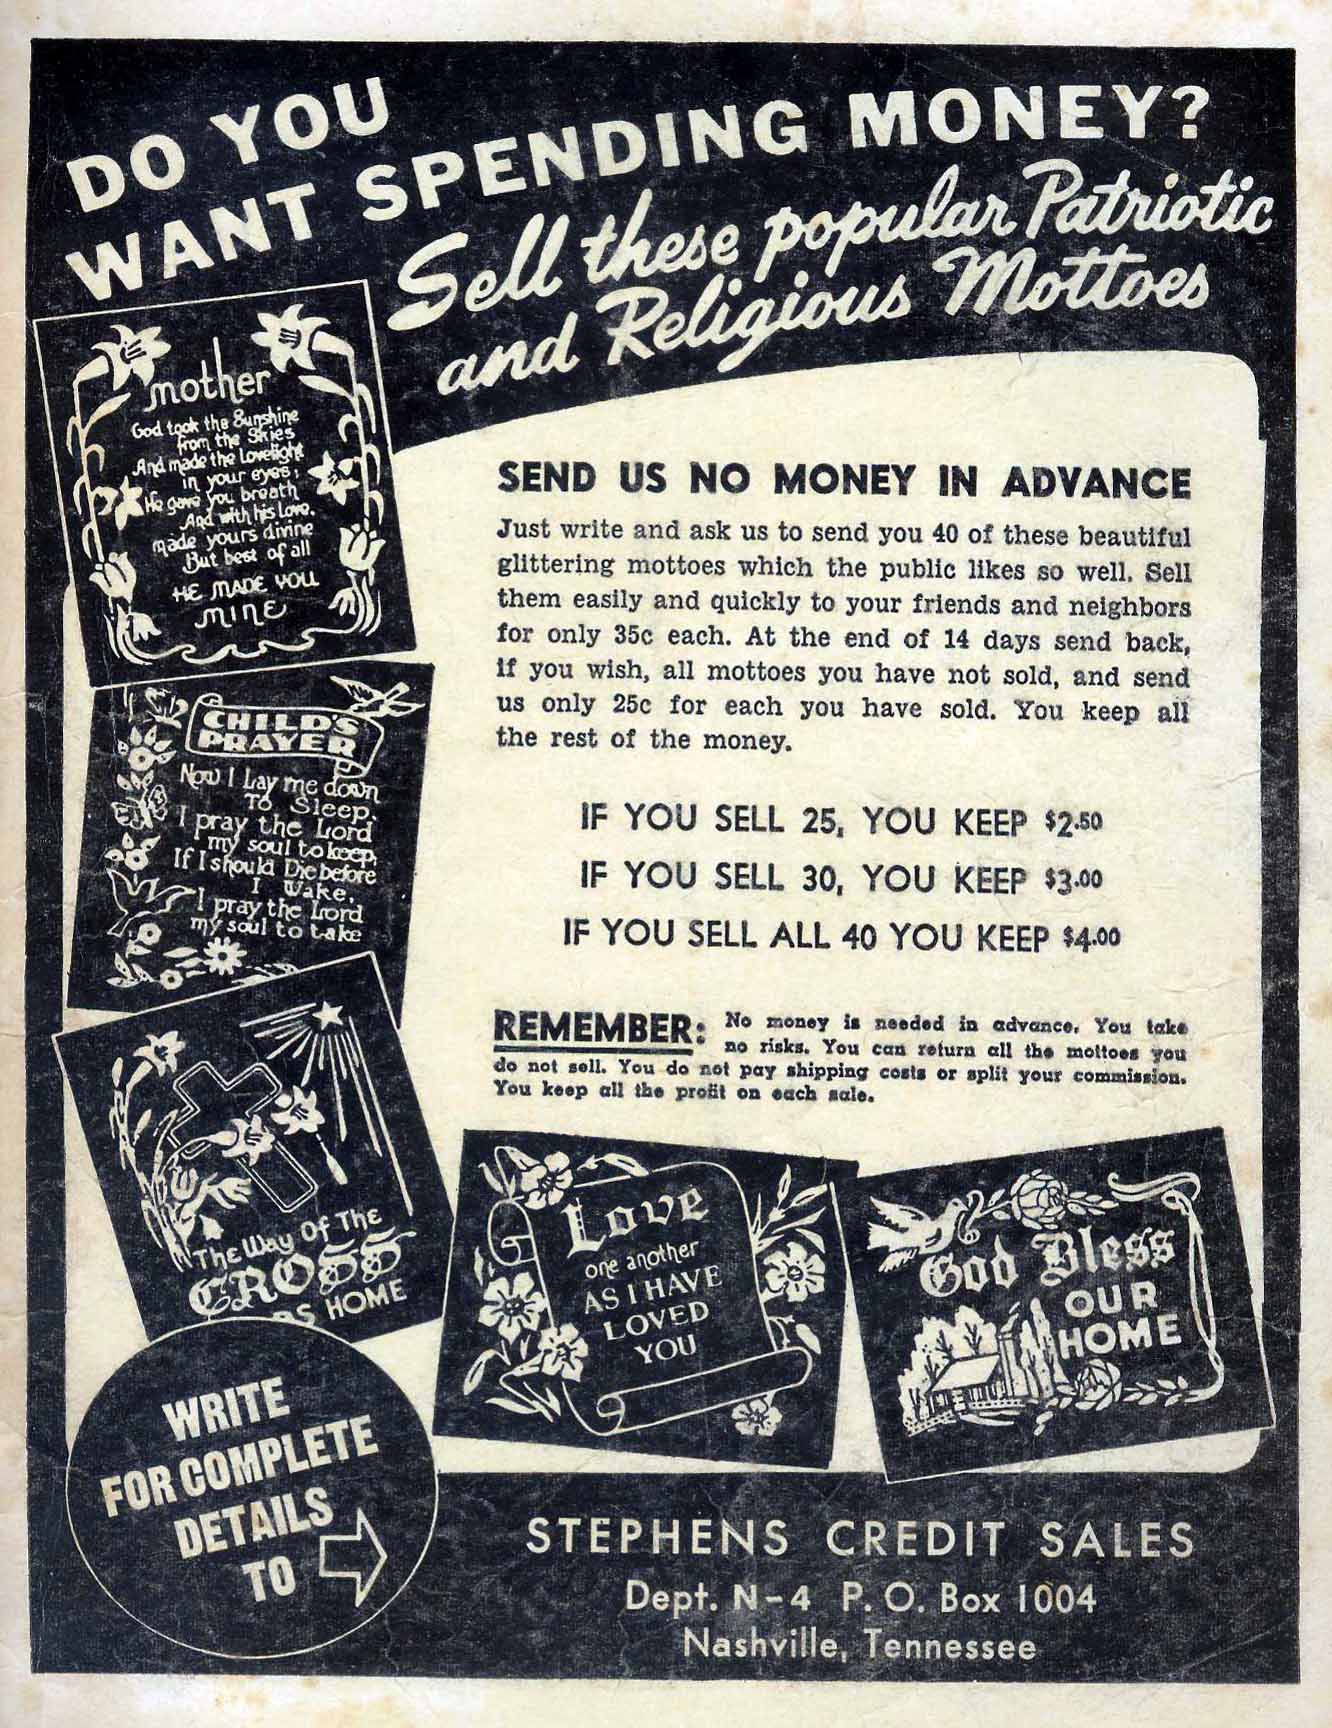 DO YOU
WANT SPENDING MONEY?
Sell these popular Patriotic
and Religious Mottoes
mother
God took the Sunshine
from the Skies
And made the Lovelight
in your eyes;
He gave you breath
And with his Love.
made yours divine
But best of all
HE MADE YOU
MINE
CHILD'S
PRAYER
Now I Lay me down
To Sleep.
I pray the Lord
my soul to keep,
If I should Die before
I Wake.
I pray the Lord
my soul to take
The Way Of The
CROSS
DS HOME
SEND US NO MONEY IN ADVANCE
Just write and ask us to send you 40 of these beautiful
glittering mottoes which the public likes so well. Sell
them easily and quickly to your friends and neighbors
for only 35c each. At the end of 14 days send back,
if you wish, all mottoes you have not sold, and send
us only 25c for each you have sold. You keep all
the rest of the money.
IF YOU SELL 25, YOU KEEP $2.50
IF YOU SELL 30, YOU KEEP $3.00
IF YOU SELL ALL 40 YOU KEEP $4.00
REMEMBER: No money is needed in advance. You take
no risks. You can return all the mottoes you
do not sell. You do not pay shipping costs or split your commission.
You keep all the profit on each sale.
Love
one another
AS I HAVE
LOVED
YOU
God Bless
OUR
HOME
WRITE
FOR COMPLETE
DETAILS
TO
STEPHENS CREDIT SALES
Dept. N-4 P. O. Box 1004
Nashville, Tennessee